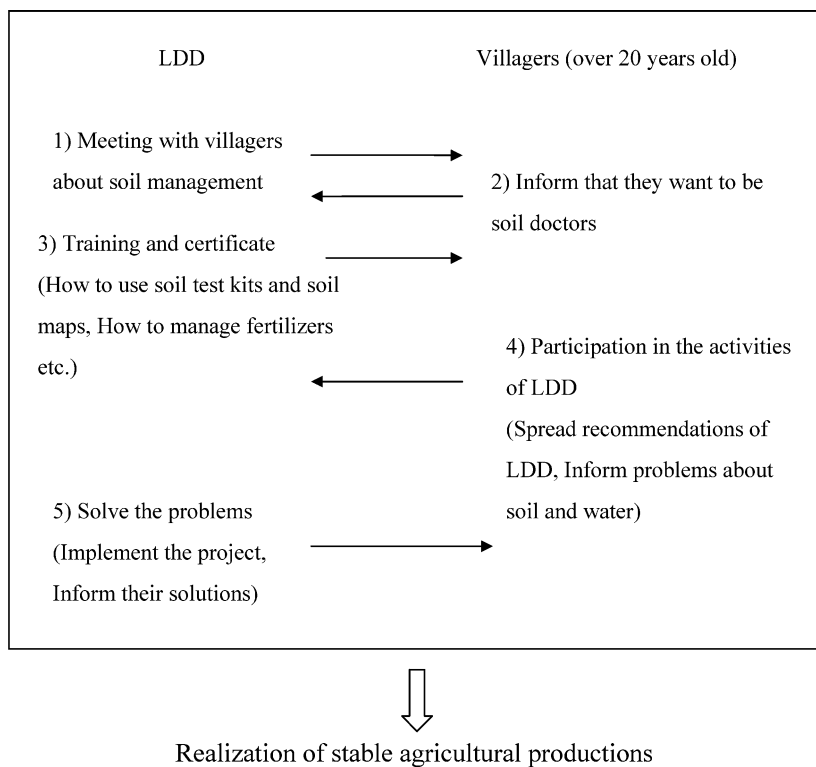 LDD
Villagers (over 20 years old)
1) Meeting with villagers
about soil management
2) Inform that they want to be
soil doctors
3) Training and certificate
(How to use soil test kits and soil
maps, How to manage fertilizers
etc.)
4) Participation in the activities
of LDD
(Spread recommendations of
LDD, Inform problems about
soil and water)
5) Solve the problems
(Implement the project,
Inform their solutions)
Realization of stable agricultural productions